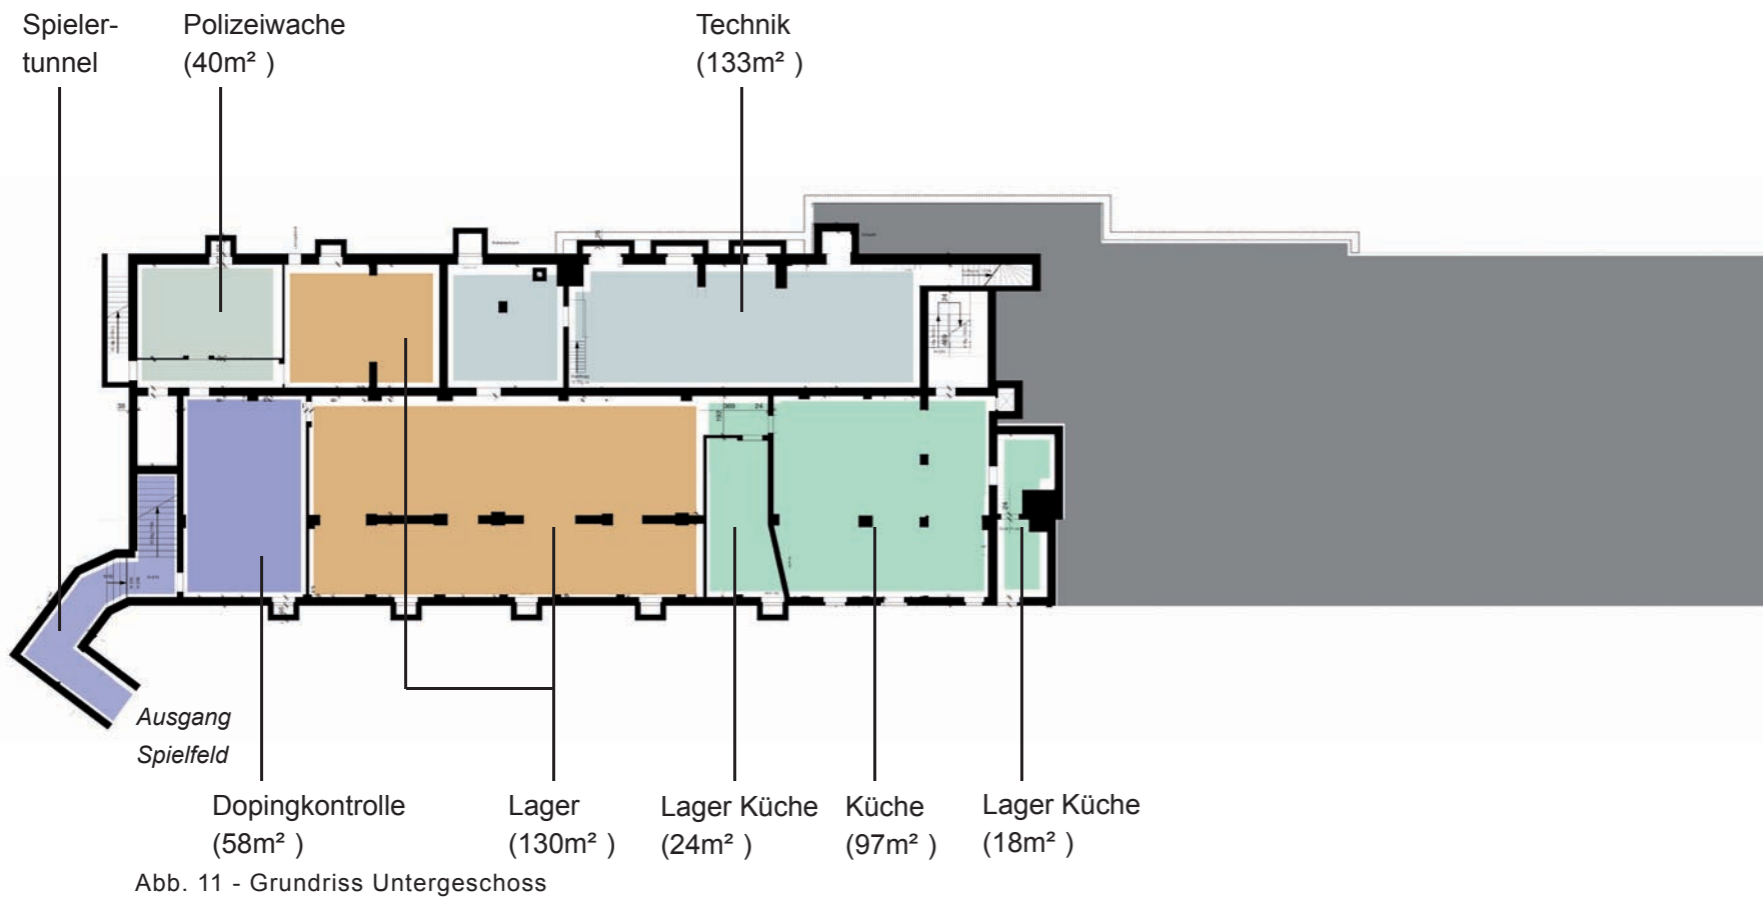 Spieler-
tunnel
Polizeiwache
(40m² )
Technik
(133m² )
Ausgang
Spielfeld
Dopingkontrolle
(58m² )
Lager
(130m² )
Lager Küche
(24m² )
Küche
(97m² )
Lager Küche
(18m² )
Abb. 11 - Grundriss Untergeschoss